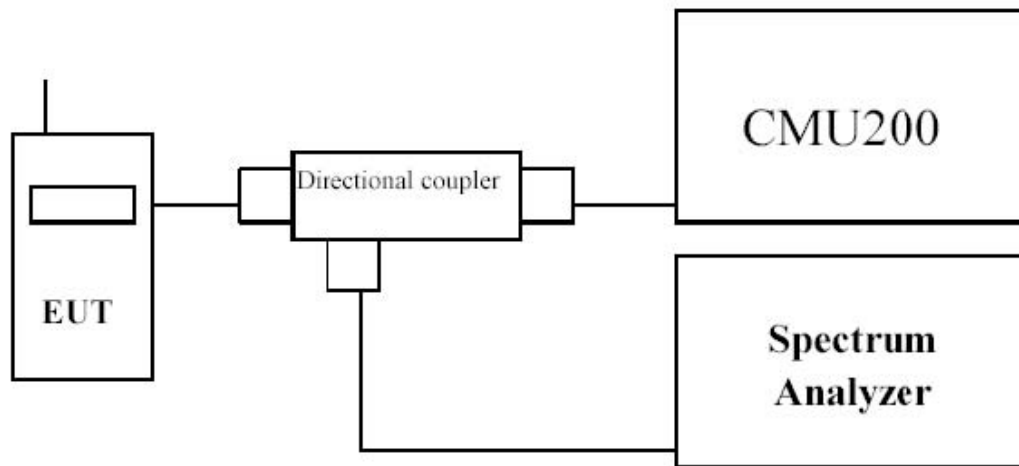 CMU200
Directional coupler
EUT
Spectrum
Analyzer